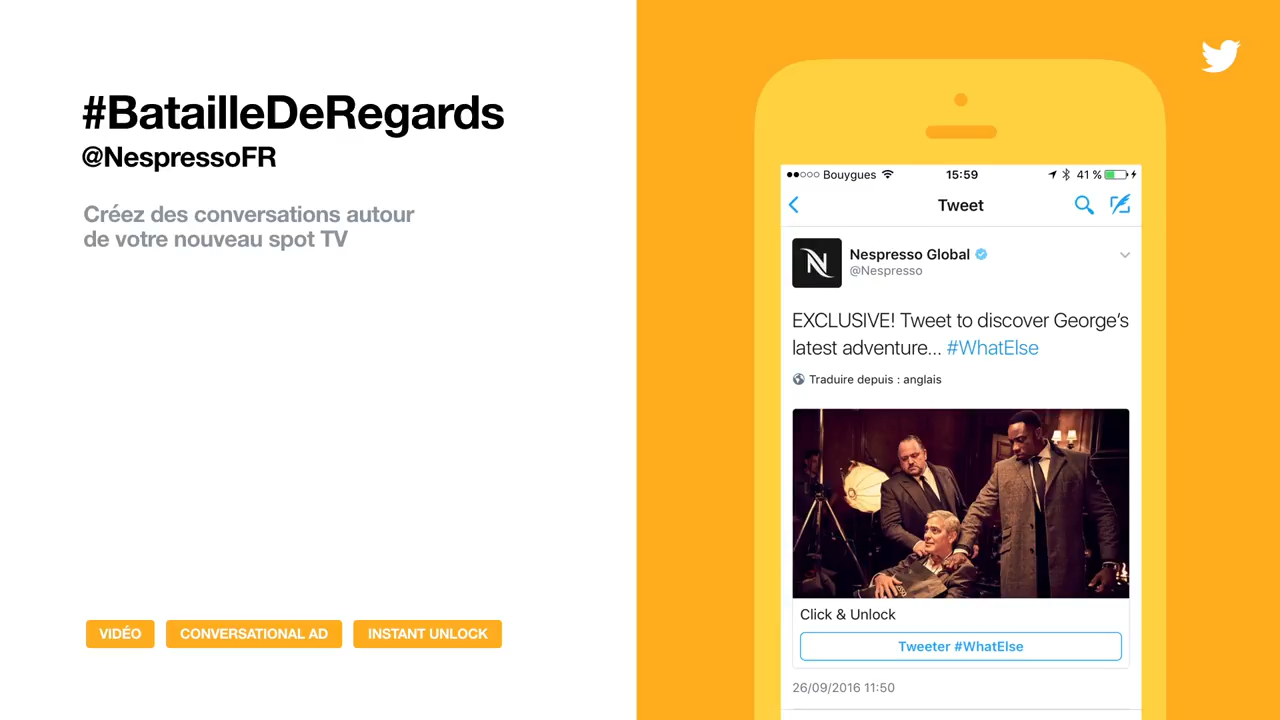 #BatailleDeRegards
@NespressoFR
Créez des conversations autour
de votre nouveau spot TV
VIDÉO
CONVERSATIONAL AD
INSTANT UNLOCK
Bouygues 15:59 41 %
Tweet
Nespresso Global
@Nespresso
EXCLUSIVE! Tweet to discover George’s
latest adventure... #WhatElse
Traduire depuis : anglais
Click & Unlock
Tweeter #WhatElse
26/09/2016 11:50